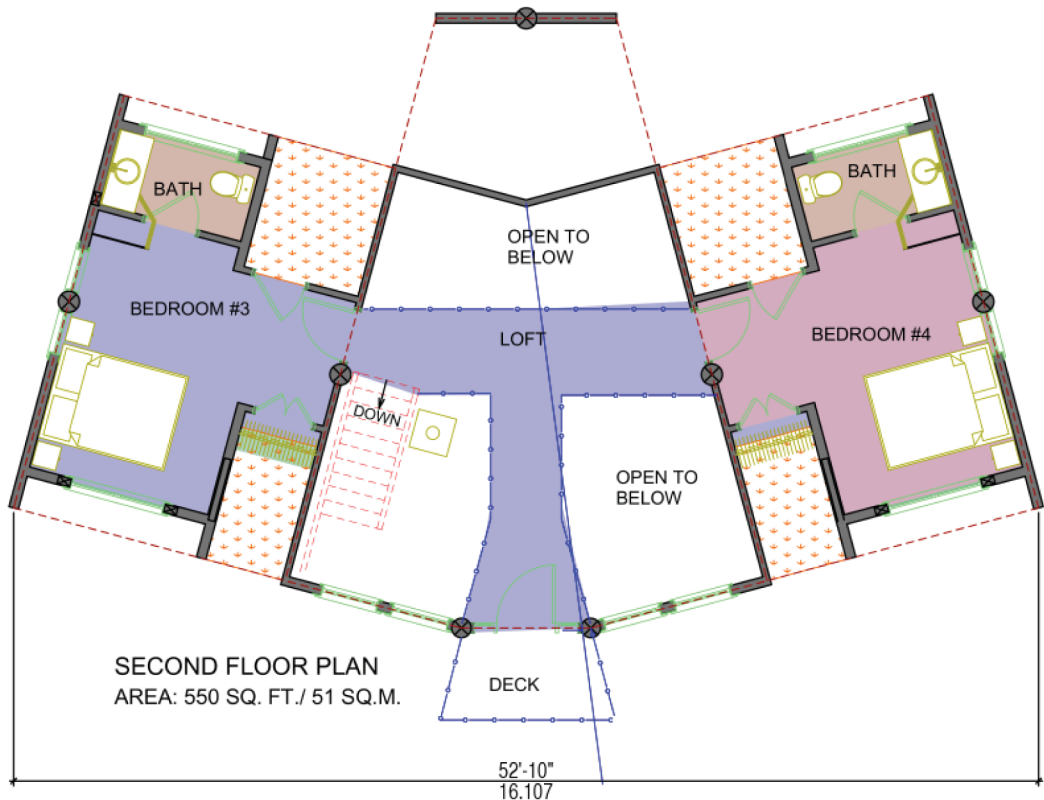 BATH
BATH
OPEN TO
BELOW
BEDROOM #3
LOFT
BEDROOM #4
DOWN
OPEN TO
BELOW
SECOND FLOOR PLAN
AREA: 550 SQ. FT./ 51 SQ.M.
DECK
52'-10"
16.107